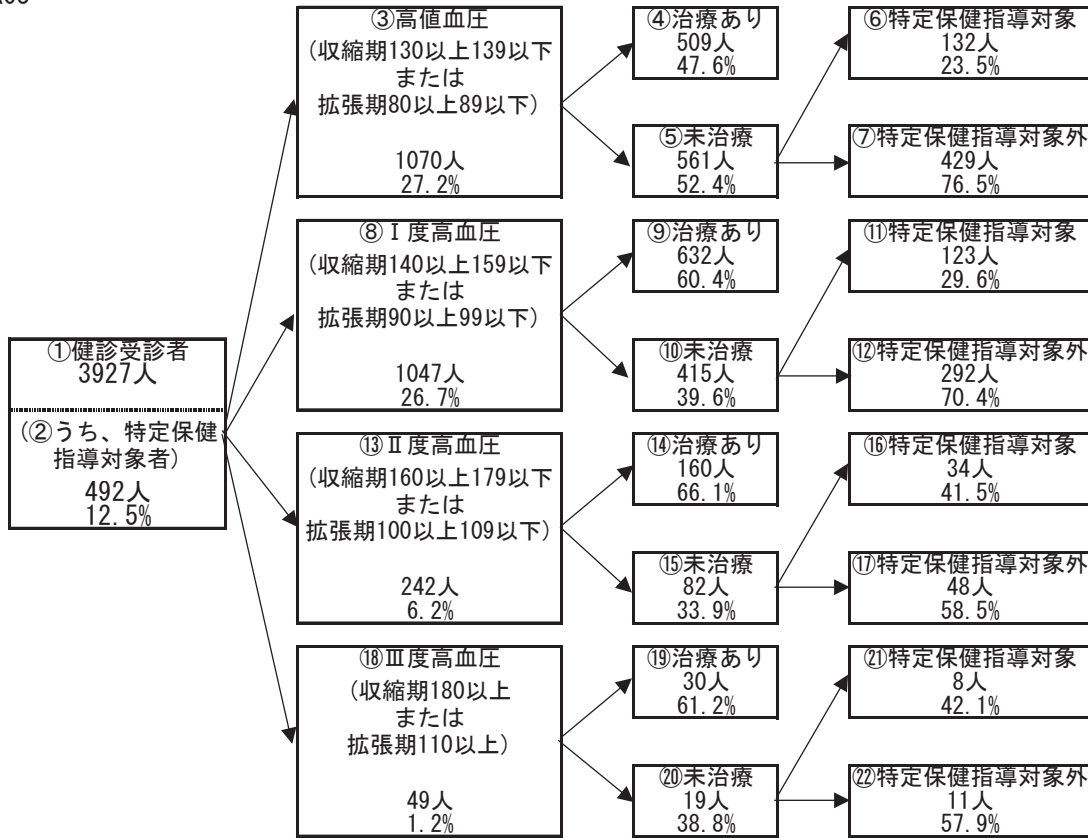 ①健診受診者
3927人
(②うち、特定保健
指導対象者)
492人
12.5%
③高値血圧
(収縮期130以上139以下
または
拡張期80以上89以下)
1070人
27.2%
④治療あり
509人
47.6%
⑤未治療
561人
52.4%
⑥特定保健指導対象
132人
23.5%
⑦特定保健指導対象外
429人
76.5%
⑧Ⅰ度高血圧
(収縮期140以上159以下
または
拡張期90以上99以下)
1047人
26.7%
⑨治療あり
632人
60.4%
⑩未治療
415人
39.6%
⑪特定保健指導対象
123人
29.6%
⑫特定保健指導対象外
292人
70.4%
⑬Ⅱ度高血圧
(収縮期160以上179以下
または
拡張期100以上109以下)
242人
6.2%
⑭治療あり
160人
66.1%
⑮未治療
82人
33.9%
⑯特定保健指導対象
34人
41.5%
⑰特定保健指導対象外
48人
58.5%
⑱Ⅲ度高血圧
(収縮期180以上
または
拡張期110以上)
49人
1.2%
⑲治療あり
30人
61.2%
⑳未治療
19人
38.8%
㉑特定保健指導対象
8人
42.1%
㉒特定保健指導対象外
11人
57.9%